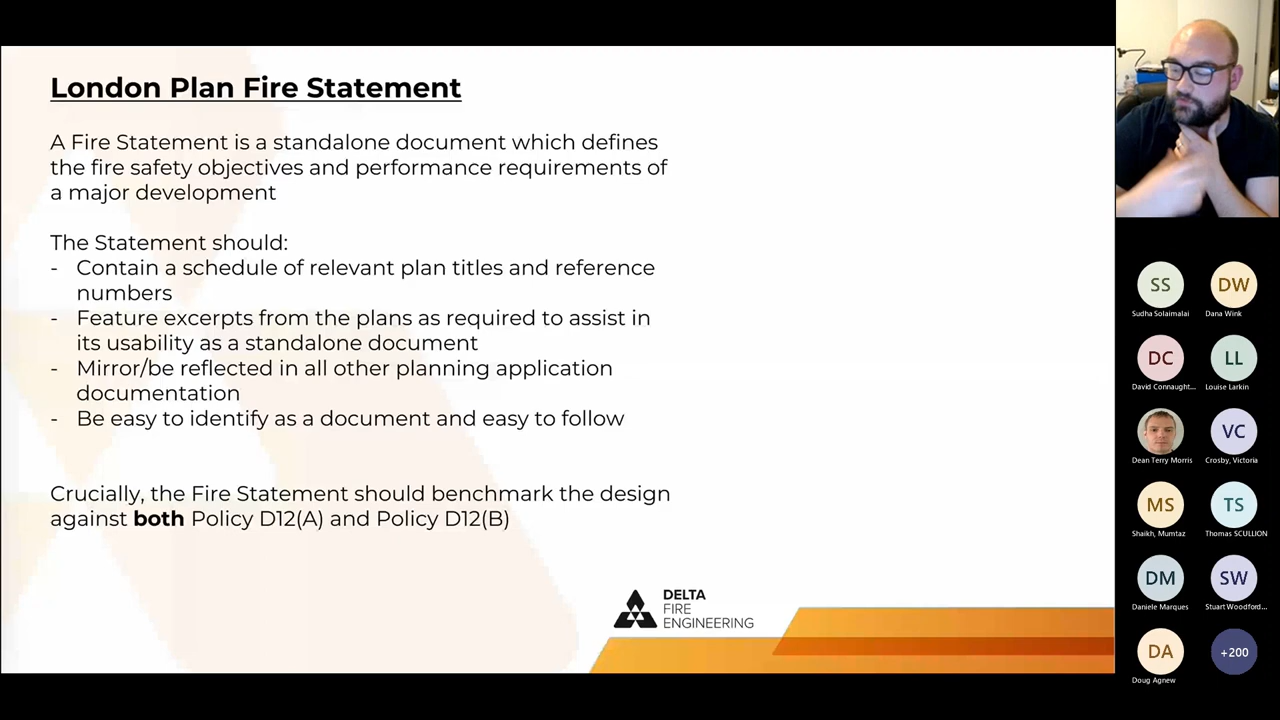 London Plan Fire Statement
A Fire Statement is a standalone document which defines
the fire safety objectives and performance requirements of
a major development
The Statement should:
- Contain a schedule of relevant plan titles and reference
numbers
- Feature excerpts from the plans as required to assist in
its usability as a standalone document
- Mirror/be reflected in all other planning application
documentation
- Be easy to identify as a document and easy to follow
Crucially, the Fire Statement should benchmark the design
against both Policy D12(A) and Policy D12(B)
DELTA
FIRE
ENGINEERING
SS DW
Sudha Solaimalai Dana Wink
DC LL
David Connaught... Louise Larkin
VC
Dean Terry Morris Crosby, Victoria
MS TS
Shaikh, Mumtaz Thomas SCULLION
DM SW
Daniele Marques Stuart Woodford...
DA +200
Doug Agnew